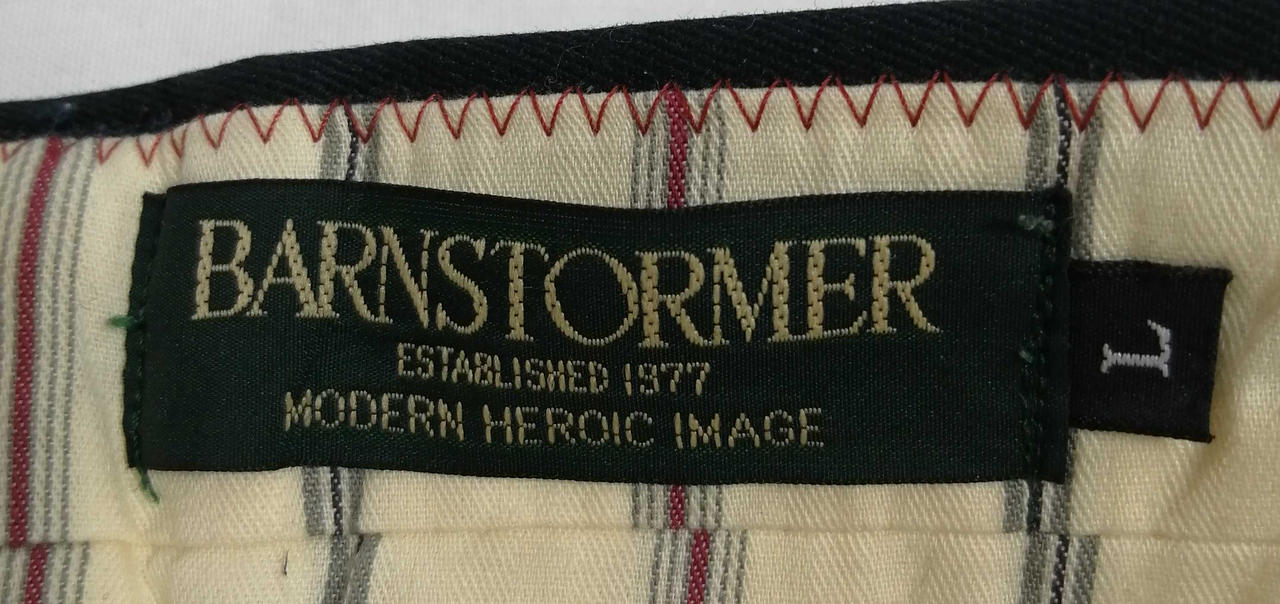 BARNSTORMER
ESTABLISHED 1977
MODERN HEROIC IMAGE
L